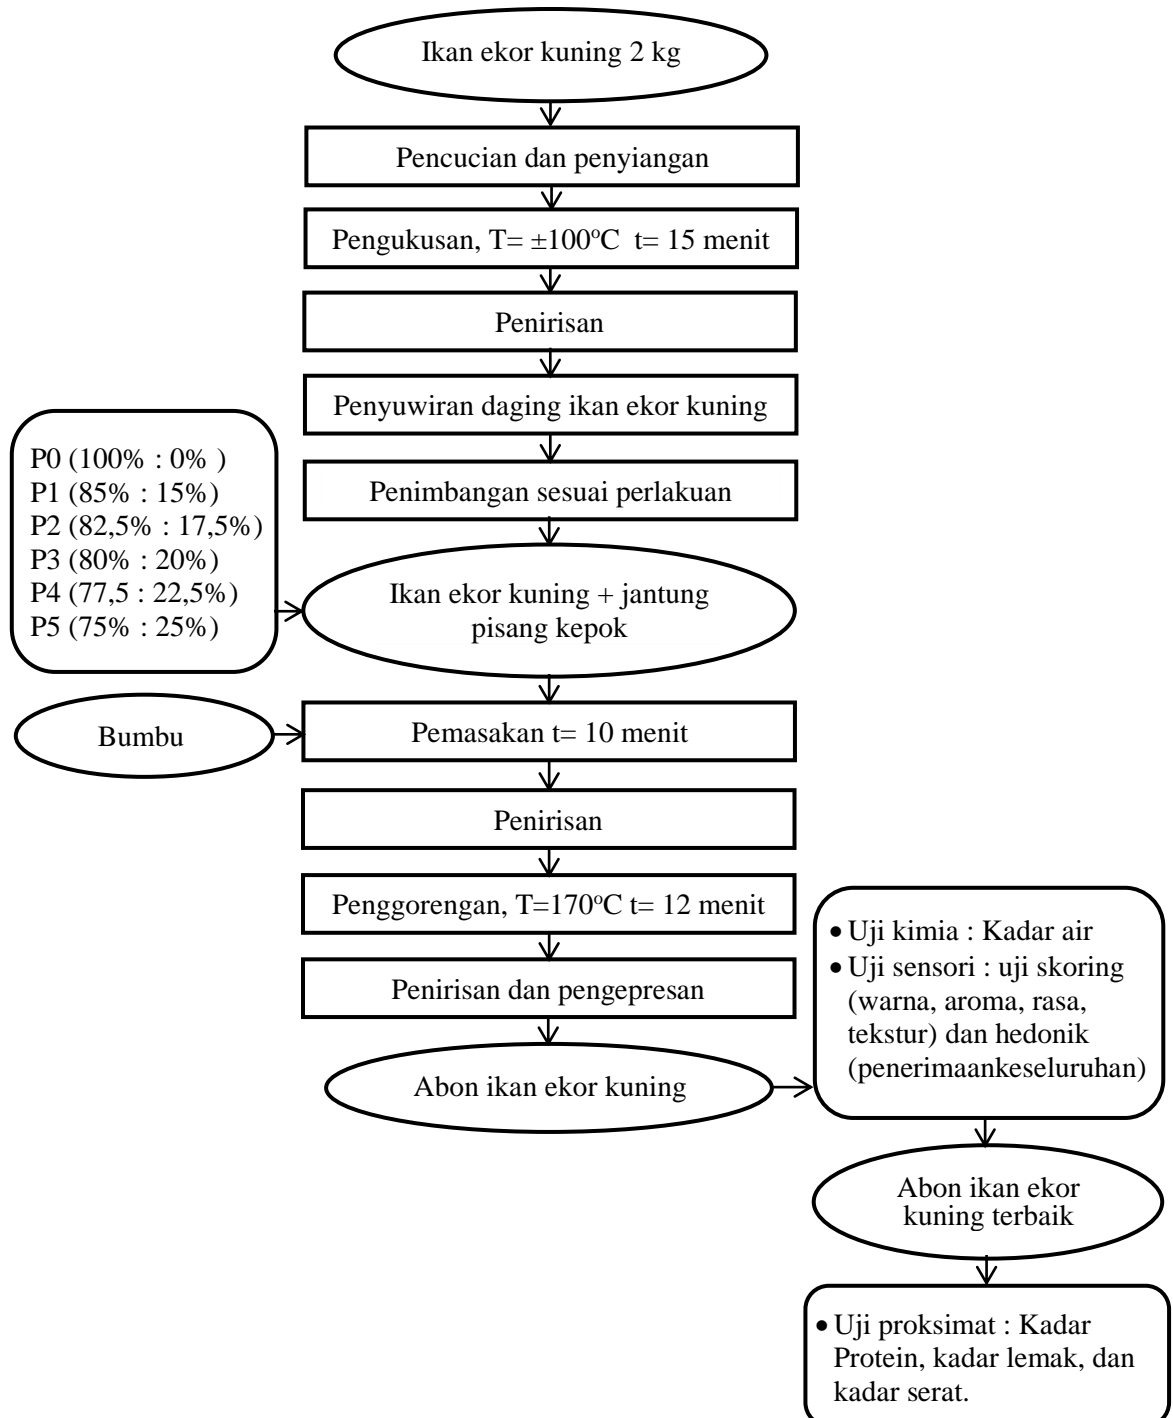 Ikan ekor kuning 2 kg
Pencucian dan penyiangan
Pengukusan, T= ±100°C t= 15 menit
Penirisan
Penyuwiran daging ikan ekor kuning
Penimbangan sesuai perlakuan
P0 (100% : 0% )
P1 (85% : 15%)
P2 (82,5% : 17,5%)
P3 (80% : 20%)
P4 (77,5 : 22,5%)
P5 (75% : 25%)
Ikan ekor kuning + jantung
pisang kepok
Bumbu
Pemasakan t= 10 menit
Penirisan
Penggorengan, T=170°C t= 12 menit
Penirisan dan pengepresan
Abon ikan ekor kuning
• Uji kimia : Kadar air
• Uji sensori : uji skoring
(warna, aroma, rasa,
tekstur) dan hedonik
(penerimaankeseluruhan)
Abon ikan ekor
kuning terbaik
• Uji proksimat : Kadar
Protein, kadar lemak, dan
kadar serat.